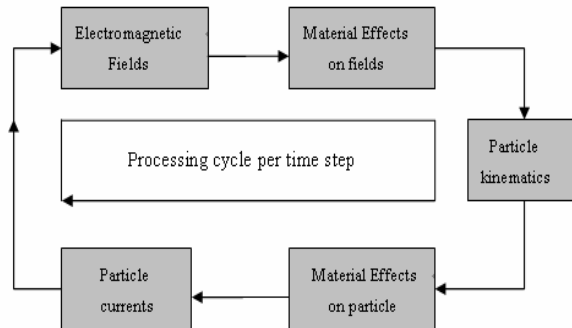 Electromagnetic
Fields
Material Effects
on fields
Particle
kinematics
Processing cycle per time step
Particle
currents
Material Effects
on particle